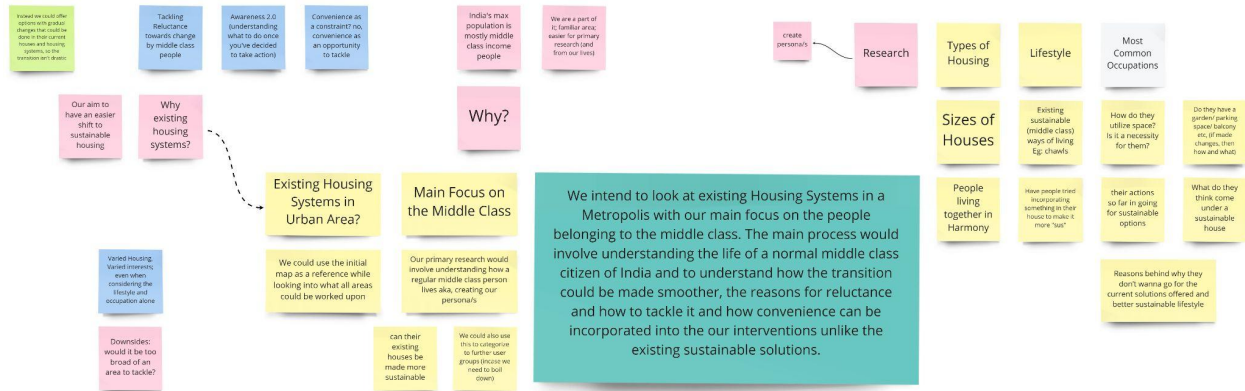 Instead we could offer
options with gradual
changes that could be
done in their current
houses and housing
systems, so the
transition isn't drastic
Tackling
Reluctance
towards change
by middle class
people
Awareness 2.0
(understanding
what to do once
you've decided
to take action)
Convenience as
a constraint? no,
convenience as
an opportunity
to tackle
India's max
population is
mostly middle
class income
people
We are a part of
it; familiar area;
easier for primary
research (and
from our lives)
create
persona/s
Research
Types of
Housing
Lifestyle
Most
Common
Occupations
Our aim to
have an easier
shift to
sustainable
housing
Why
existing
housing
systems?
Why?
Sizes of
Houses
Existing
sustainable
(middle class)
ways of living
Eg: chawls
How do they
utilize space?
Is it a necessity
for them?
Do they have a
garden/ parking
space/ balcony
etc, (if made
changes, then
how and what)
Existing Housing
Systems in
Urban Area?
Main Focus on
the Middle Class
We intend to look at existing Housing Systems in a
Metropolis with our main focus on the people
belonging to the middle class. The main process would
involve understanding the life of a normal middle class
citizen of India and to understand how the transition
could be made smoother, the reasons for reluctance
and how to tackle it and how convenience can be
incorporated into the our interventions unlike the
existing sustainable solutions.
People
living
together in
Harmony
Have people tried
incorporating
something in their
house to make it
more "sus"
their actions
so far in going
for sustainable
options
What do they
think come
under a
sustainable
house
Varied Housing,
Varied interests;
even when
considering the
lifestyle and
occupation alone
We could use the initial
map as a reference while
looking into what all areas
could be worked upon
Our primary research would
involve understanding how a
regular middle class person
lives aka, creating our
persona/s
Reasons behind why they
don't wanna go for the
current solutions offered and
better sustainable lifestyle
Downsides:
would it be too
broad of an
area to tackle?
can their
existing
houses be
made more
sustainable
We could also use
this to categorize
to further user
groups (incase we
need to boil
down)